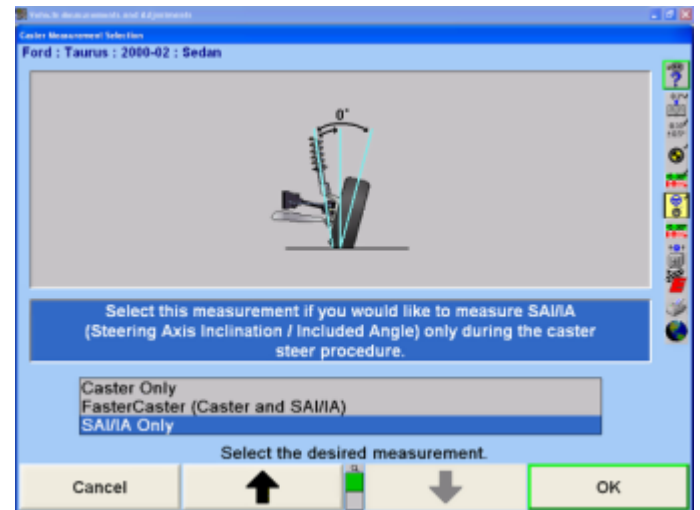 Vehicle Measurements and Adjustments
Caster Measurement Selection
Ford : Taurus : 2000-02 : Sedan
0°
Select this measurement if you would like to measure SAI/IA
(Steering Axis Inclination / Included Angle) only during the caster
steer procedure.
Caster Only
FasterCaster (Caster and SAI/IA)
SAI/IA Only
Select the desired measurement.
Cancel
OK